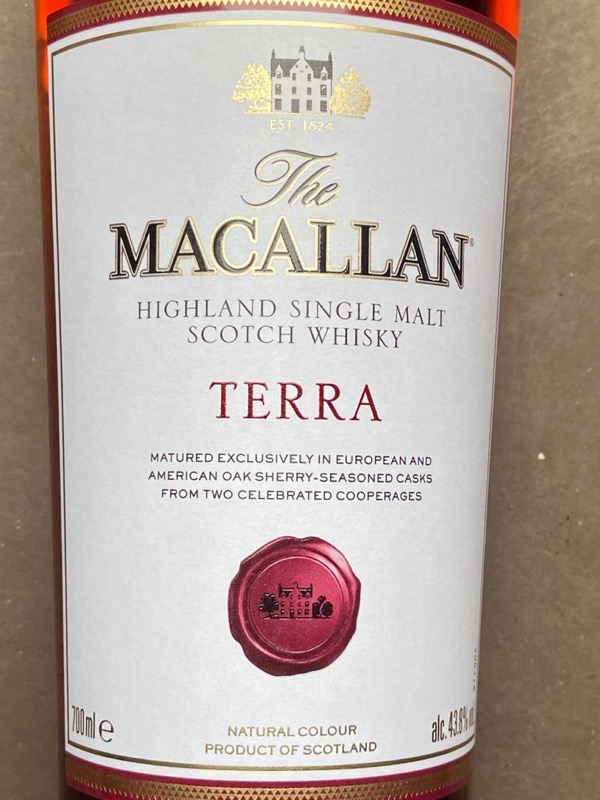 EST. 1824
The
MACALLAN®
HIGHLAND SINGLE MALT
SCOTCH WHISKY
TERRA
MATURED EXCLUSIVELY IN EUROPEAN AND
AMERICAN OAK SHERRY-SEASONED CASKS
FROM TWO CELEBRATED COOPERAGES
700ml e
alc. 43.8%
NATURAL COLOUR
PRODUCT OF SCOTLAND